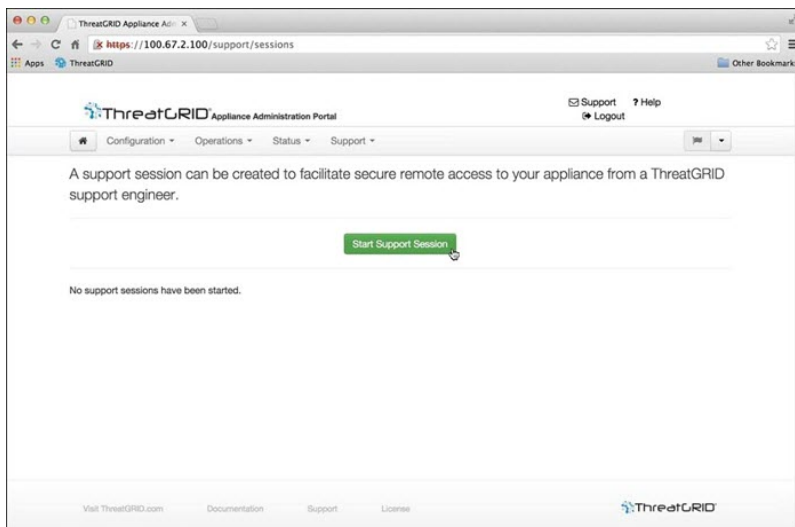 ThreatGRID Appliance Adm
https://100.67.2.100/support/sessions
Apps ThreatGRID Other Bookmark
ThreatGRID Appliance Administration Portal
Support ? Help
Logout
Configuration Operations Status Support
A support session can be created to facilitate secure remote access to your appliance from a ThreatGRID
support engineer.
Start Support Session
No support sessions have been started.
Visit ThreatGRID.com Documentation Support License ThreatGRID